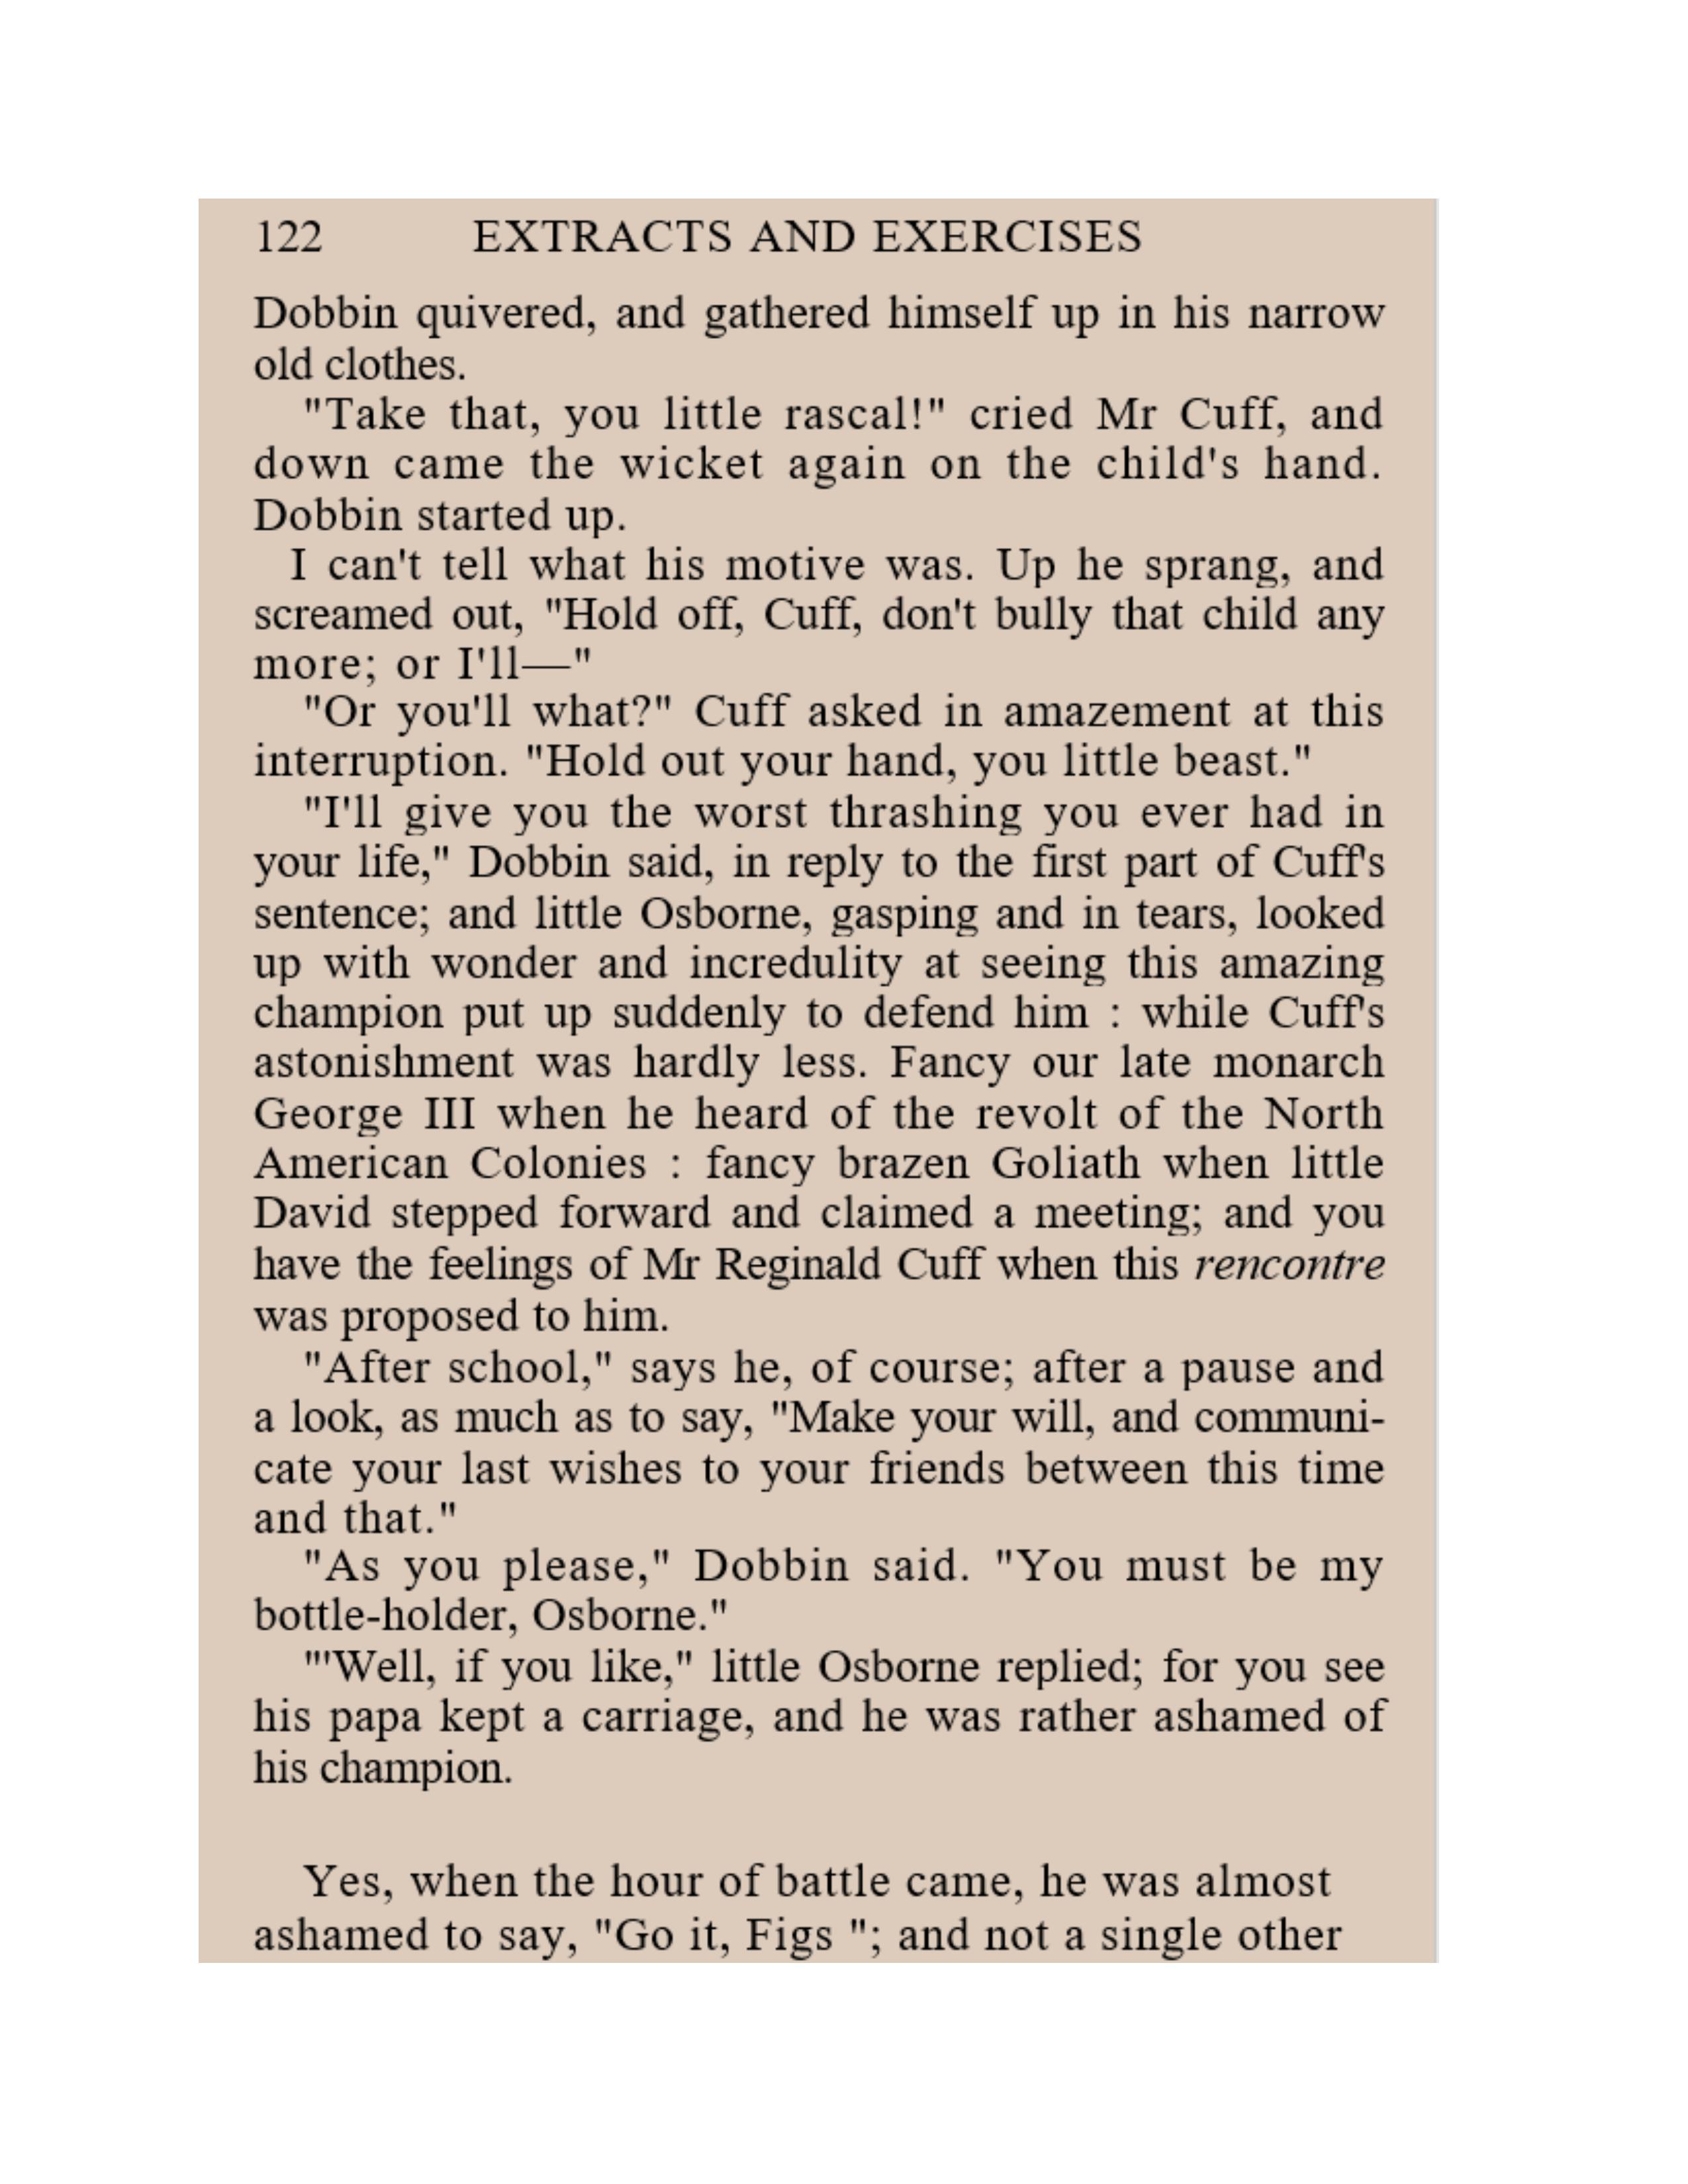 122 EXTRACTS AND EXERCISES
Dobbin quivered, and gathered himself up in his narrow
old clothes.
"Take that, you little rascal!" cried Mr Cuff, and
down came the wicket again on the child's hand.
Dobbin started up.
I can't tell what his motive was. Up he sprang, and
screamed out, "Hold off, Cuff, don't bully that child any
more; or I'll—"
"Or you'll what?" Cuff asked in amazement at this
interruption. "Hold out your hand, you little beast."
"I'll give you the worst thrashing you ever had in
your life," Dobbin said, in reply to the first part of Cuff's
sentence; and little Osborne, gasping and in tears, looked
up with wonder and incredulity at seeing this amazing
champion put up suddenly to defend him : while Cuff's
astonishment was hardly less. Fancy our late monarch
George III when he heard of the revolt of the North
American Colonies : fancy brazen Goliath when little
David stepped forward and claimed a meeting; and you
have the feelings of Mr Reginald Cuff when this rencontre
was proposed to him.
"After school," says he, of course; after a pause and
a look, as much as to say, "Make your will, and communi-
cate your last wishes to your friends between this time
and that."
"As you please," Dobbin said. "You must be my
bottle-holder, Osborne."
"'Well, if you like," little Osborne replied; for you see
his papa kept a carriage, and he was rather ashamed of
his champion.
Yes, when the hour of battle came, he was almost
ashamed to say, "Go it, Figs "; and not a single other